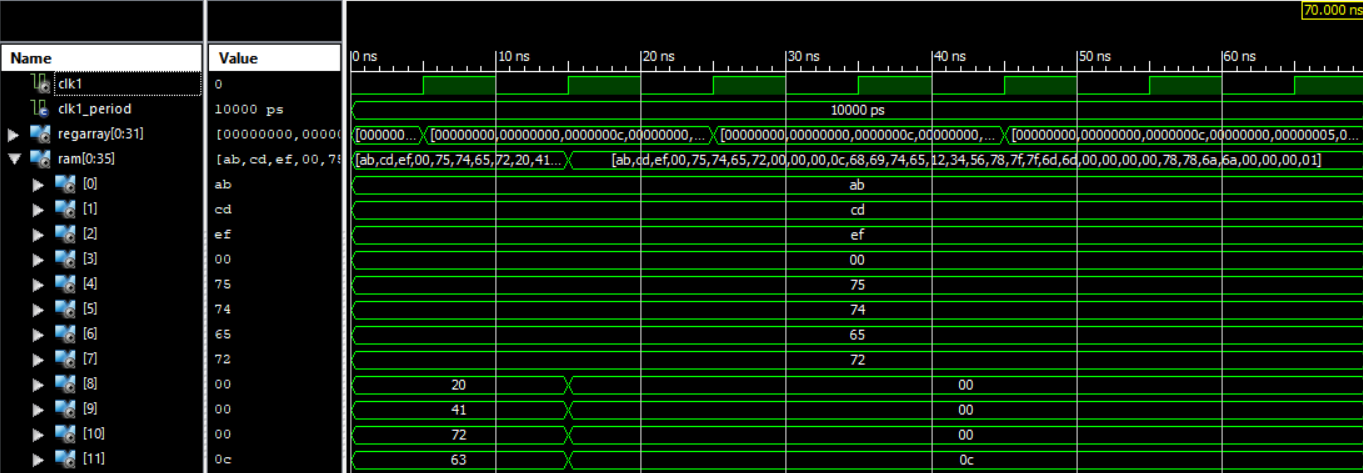 70.000 ns
Name Value 0 ns 10 ns 20 ns 30 ns 40 ns 50 ns 60 ns
clk1 0
clk1_period 10000 ps 10000 ps
regarray[0:31] [00000000,0000 [000000... [00000000,00000000,0000000c,00000000,... [00000000,00000000,0000000c,00000000,... [00000000,00000000,0000000c,00000000,00000005,0...
ram[0:35] [ab,cd,ef,00,75 [ab,cd,ef,00,75,74,65,72,20,41... [ab,cd,ef,00,75,74,65,72,00,00,00,0c,68,69,74,65,12,34,56,78,7f,7f,6d,6d,00,00,00,00,78,78,6a,6a,00,00,00,01]
[0] ab ab
[1] cd cd
[2] ef ef
[3] 00 00
[4] 75 75
[5] 74 74
[6] 65 65
[7] 72 72
[8] 00 20 00
[9] 00 41 00
[10] 00 72 00
[11] 0c 63 0c